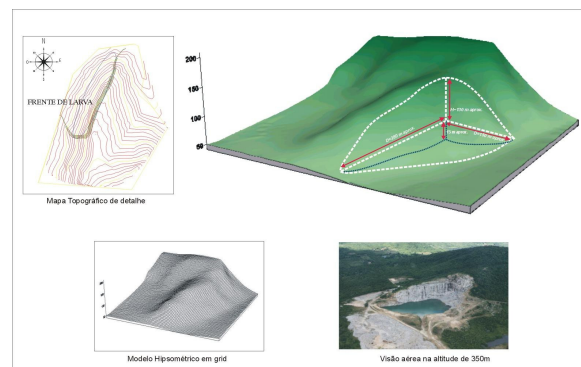 N
FRENTE DE LARVA
Mapa Topográfico de detalhe
200
150
100
50
Modelo Hipsométrico em grid
Visão aérea na altitude de 350m